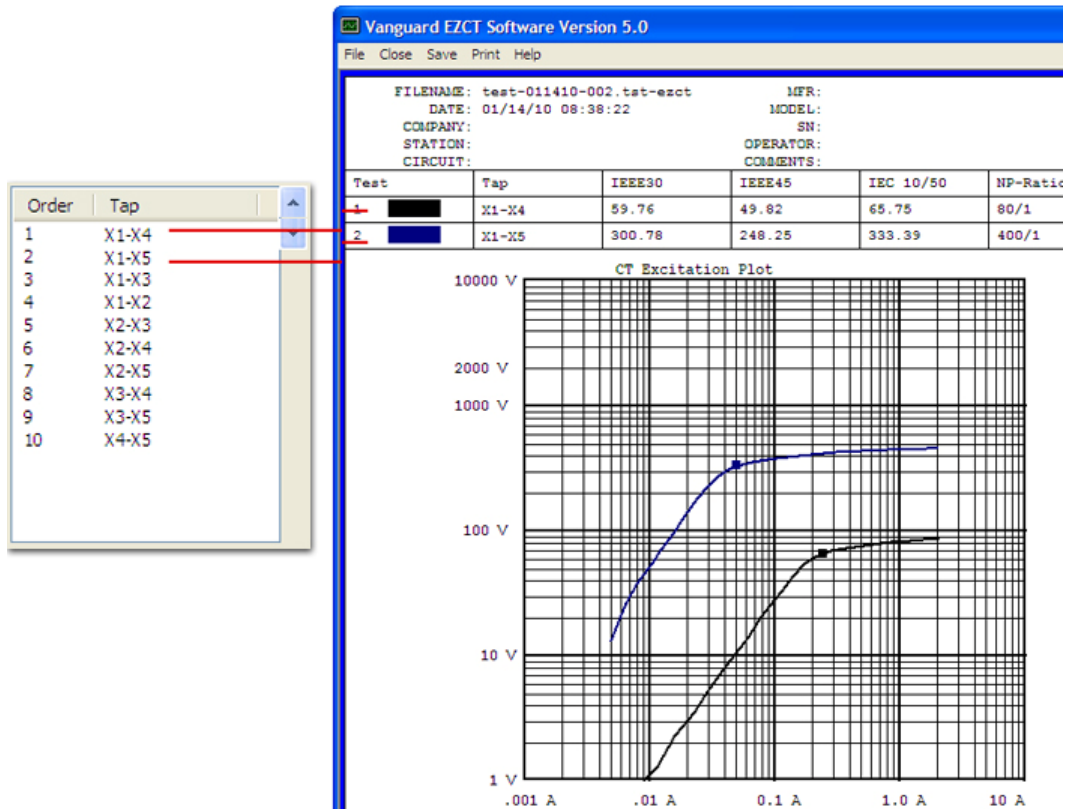 Order Tap
1 X1-X4
2 X1-X5
3 X1-X3
4 X1-X2
5 X2-X3
6 X2-X4
7 X2-X5
8 X3-X4
9 X3-X5
10 X4-X5
Vanguard EZCT Software Version 5.0
File Close Save Print Help
FILENAME: test-011410-002.tst-ezct MFR:
DATE: 01/14/10 08:38:22 MODEL:
COMPANY: SN:
STATION: OPERATOR:
CIRCUIT: COMMENTS:
Test Tap IEEE30 IEEE45 IEC 10/50 NP-Ratio
1 X1-X4 59.76 49.82 65.75 80/1
2 X1-X5 300.78 248.25 333.39 400/1
CT Excitation Plot
10000 V
2000 V
1000 V
100 V
10 V
1 V
.001 A .01 A 0.1 A 1.0 A 10 A